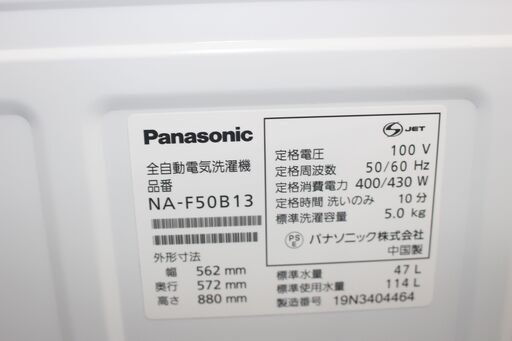 Panasonic
全自動電気洗濯機
品番
NA-F50B13
外形寸法
幅 562 mm
奥行 572 mm
高さ 880 mm
S JET
定格電圧 100 V
定格周波数 50/60 Hz
定格消費電力 400/430 W
定格時間 洗いのみ 10 分
標準洗濯容量 5.0 kg
PS E パナソニック株式会社
中国製
標準水量 47 L
標準使用水量 114 L
製造番号 19N3404464